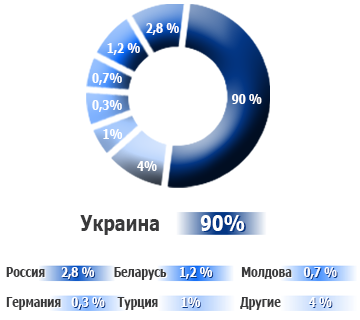 2,8 %
1,2 %
0,7%
0,3%
1%
4%
90 %
Украина 90%
Россия 2,8 % Беларусь 1,2 % Молдова 0,7 %
Германия 0,3 % Турция 1% Другие 4 %